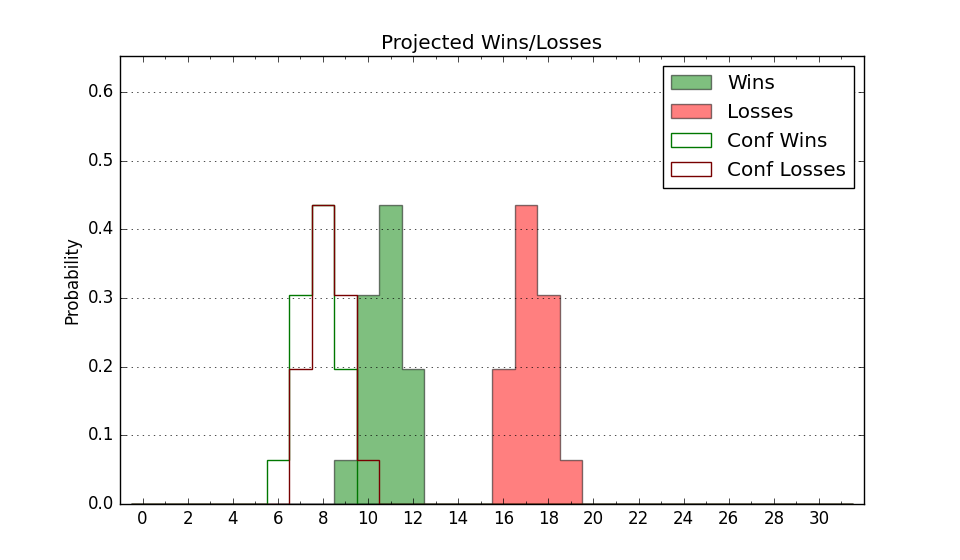 Projected Wins/Losses
Wins
Losses
Conf Wins
Conf Losses
Probability
0.6
0.5
0.4
0.3
0.2
0.1
0.0
0 2 4 6 8 10 12 14 16 18 20 22 24 26 28 30